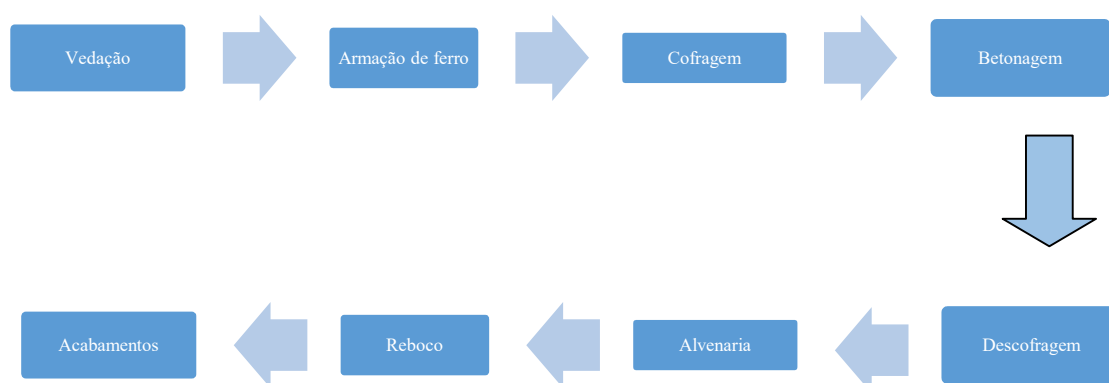 Vedação
Armação de ferro
Cofragem
Betonagem
Descofragem
Alvenaria
Reboco
Acabamentos